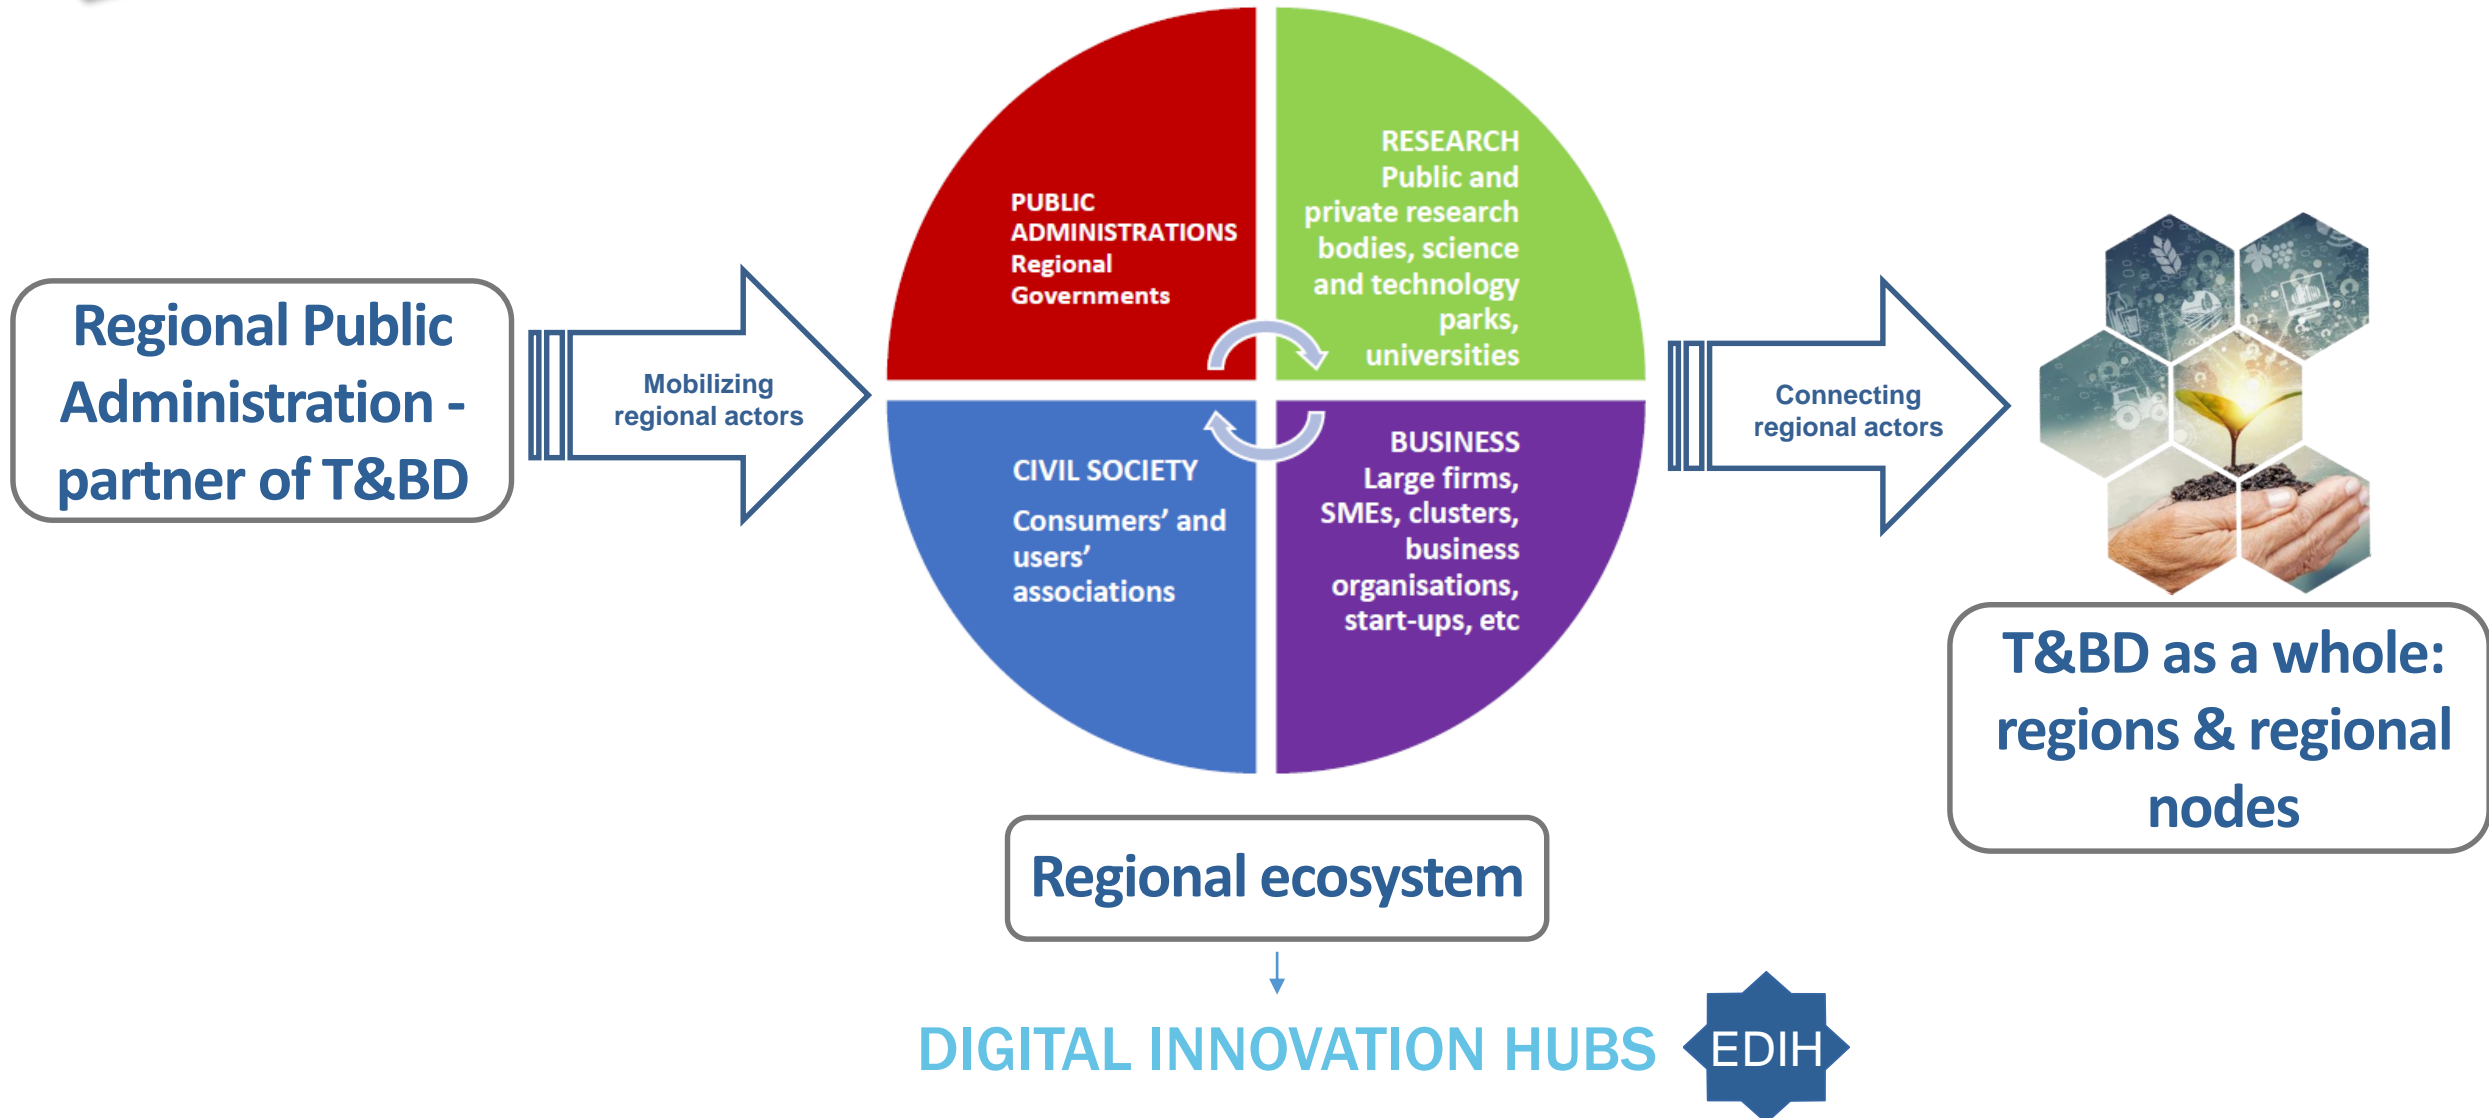 Regional Public
Administration -
partner of T&BD
Mobilizing
regional actors
PUBLIC
ADMINISTRATIONS
Regional
Governments
RESEARCH
Public and
private research
bodies, science
and technology
parks,
universities
CIVIL SOCIETY
Consumers’ and
users’
associations
BUSINESS
Large firms,
SMEs, clusters,
business
organisations,
start-ups, etc
Connecting
regional actors
T&BD as a whole:
regions & regional
nodes
Regional ecosystem
DIGITAL INNOVATION HUBS
EDIH